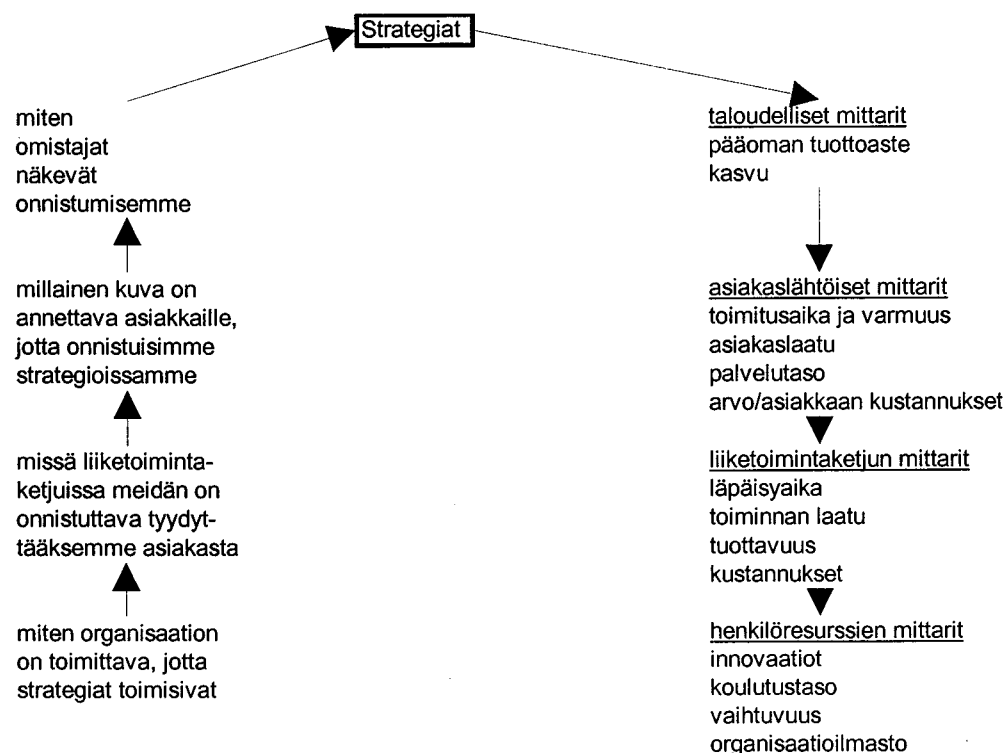 Strategiat
miten
omistajat
näkevät
onnistumisemme
millainen kuva on
annettava asiakkaille,
jotta onnistuisimme
strategioissamme
missä liiketoiminta-
ketjuissa meidän on
onnistuttava tyydyt-
tääksemme asiakasta
miten organisaation
on toimittava, jotta
strategiat toimisivat
taloudelliset mittarit
pääoman tuottoaste
kasvu
asiakaslähtöiset mittarit
toimitusaika ja varmuus
asiakaslaatu
palvelutaso
arvo/asiakkaan kustannukset
liiketoimintaketjun mittarit
läpäisyaika
toiminnan laatu
tuottavuus
kustannukset
henkilöresurssien mittarit
innovaatiot
koulutustaso
vaihtuvuus
organisaatioilmasto